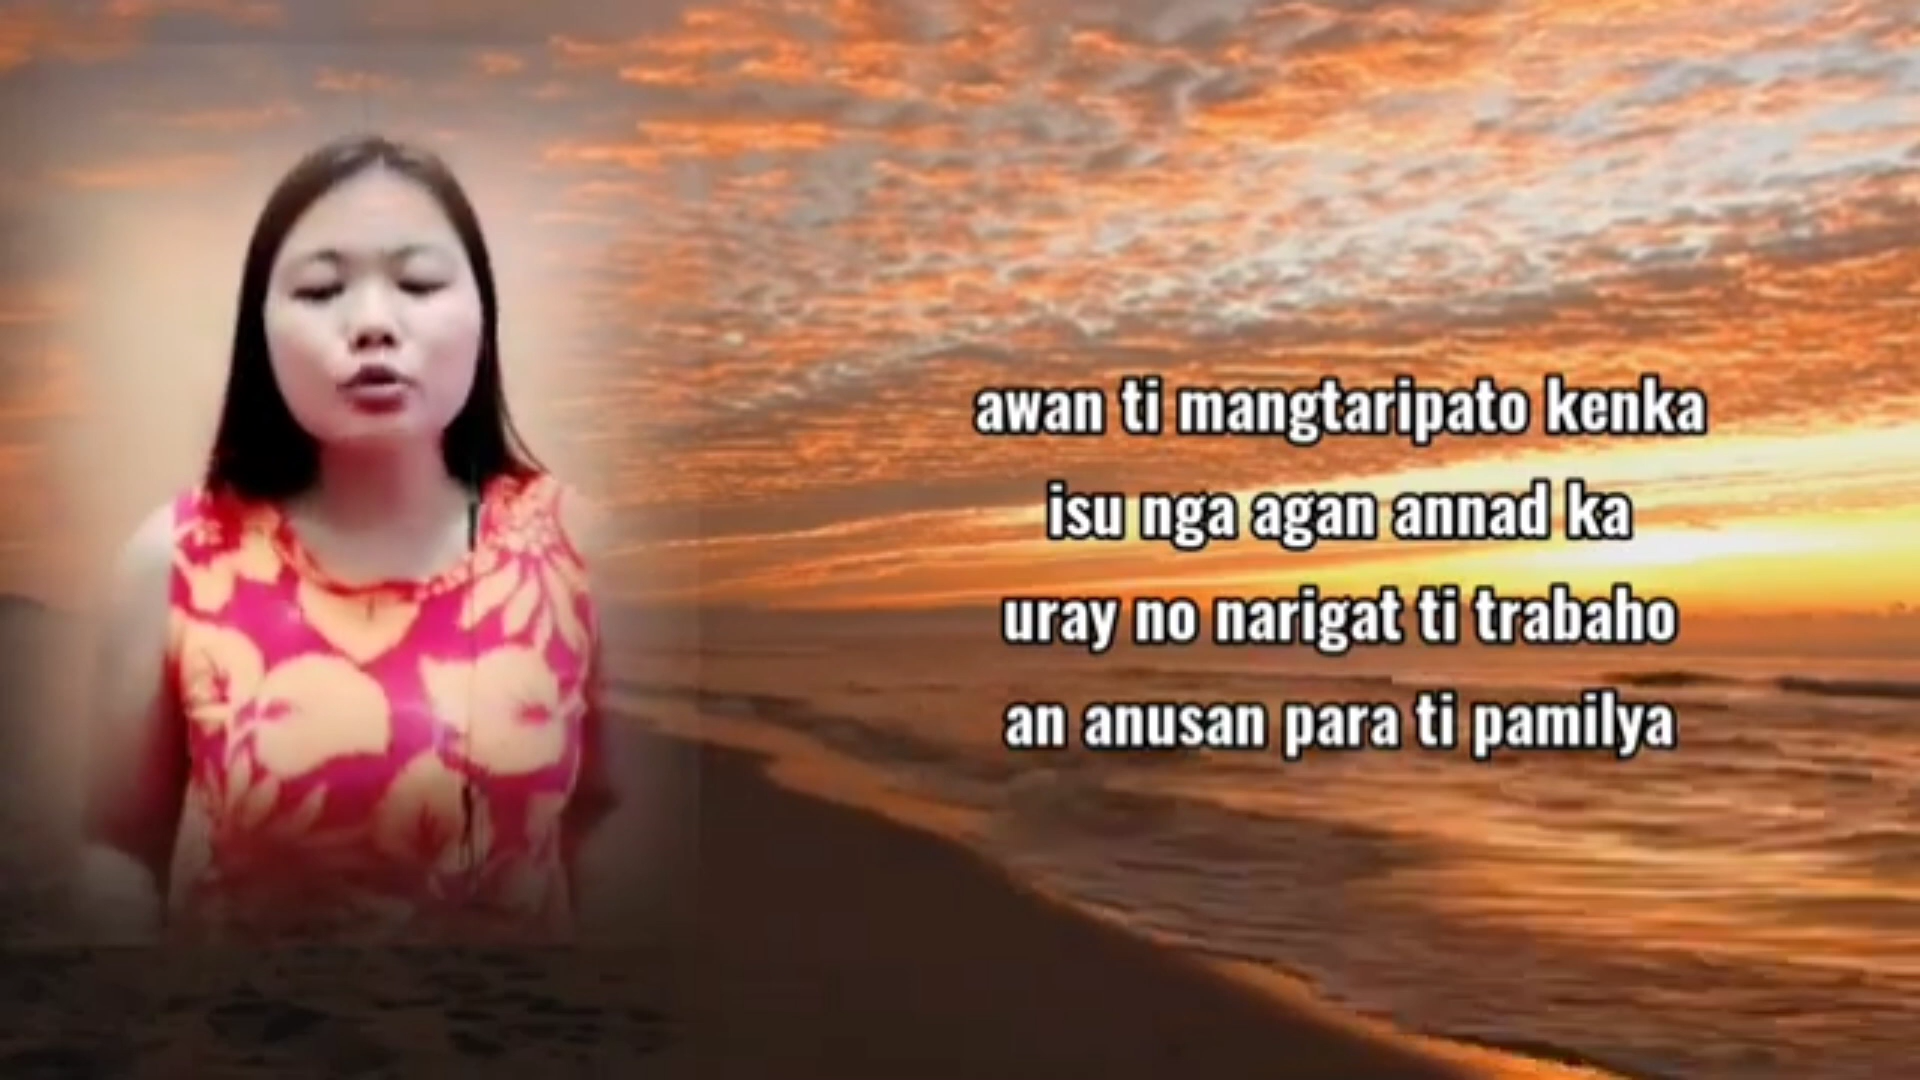 awan ti mangtaripato kenka
isu nga agan annad ka
uray no narigat ti trabaho
an anusan para ti pamilya